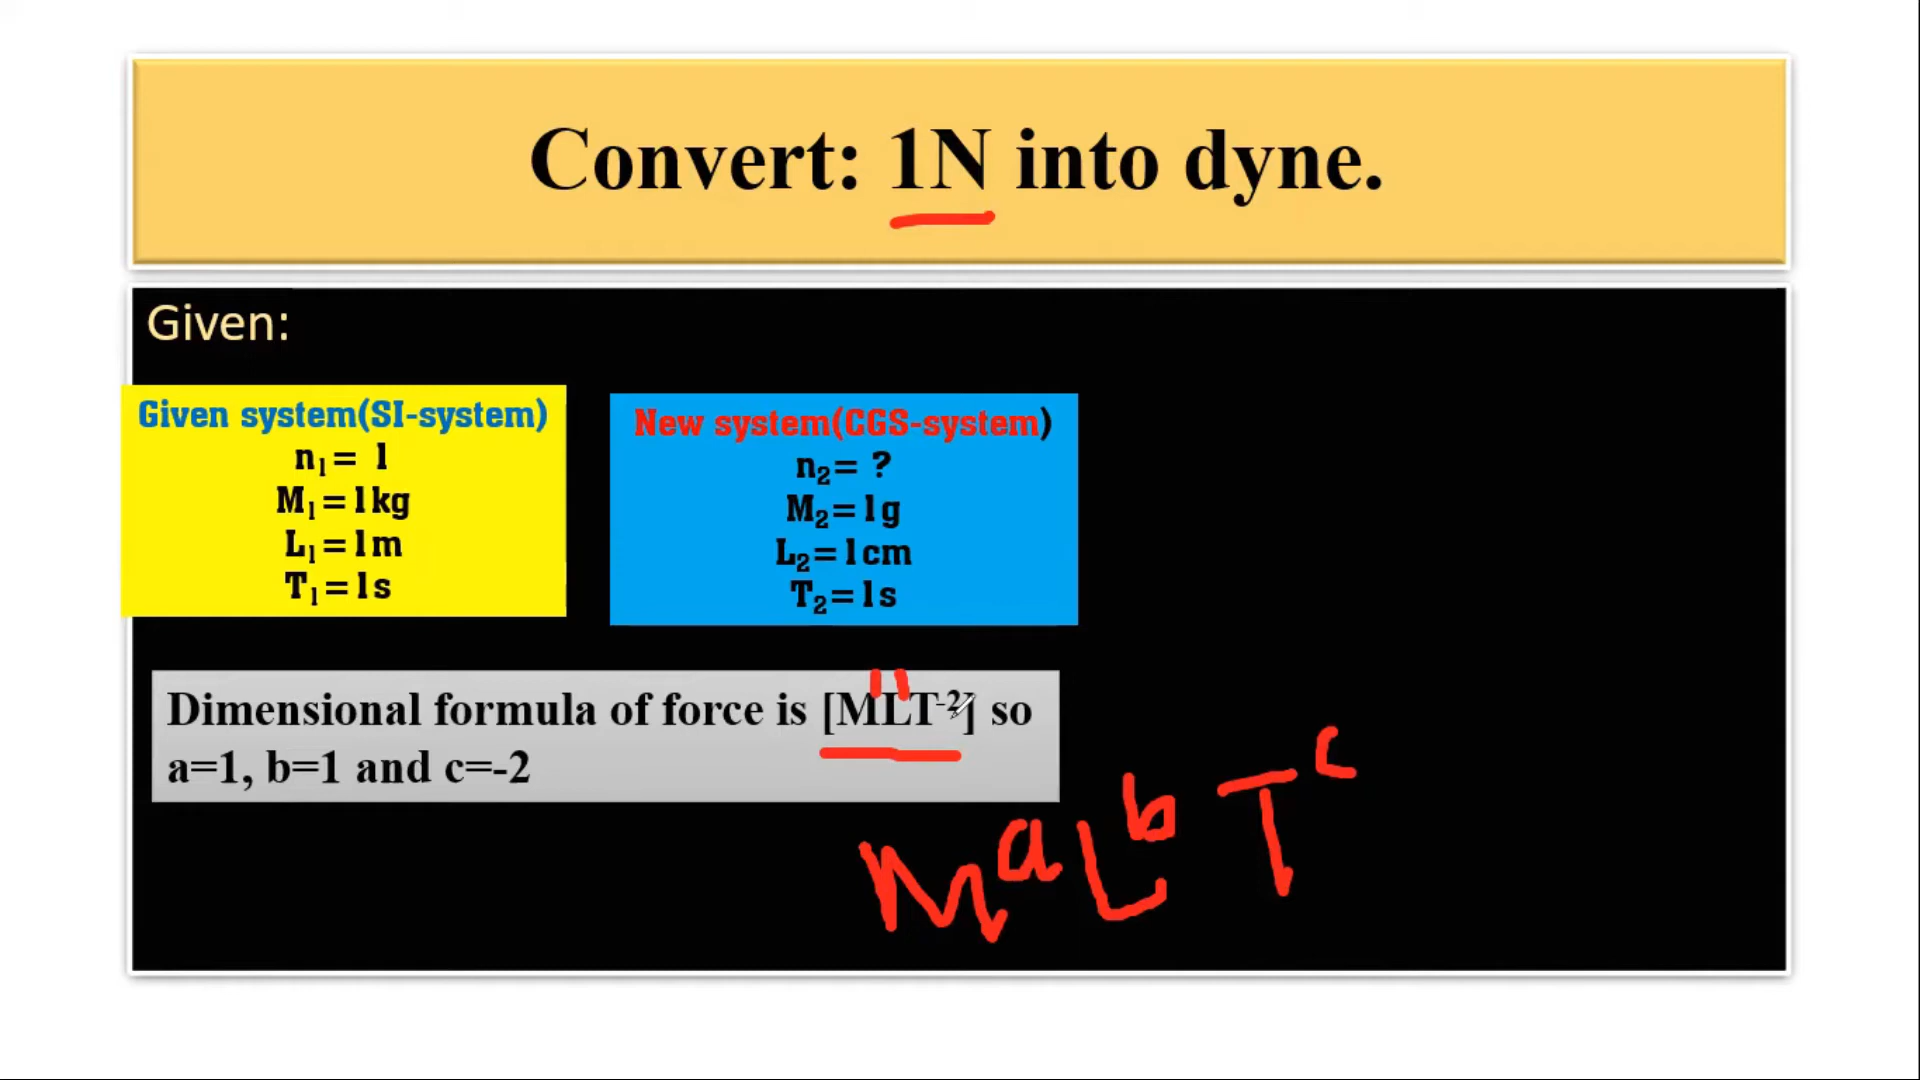 Convert: 1N into dyne.
Given:
Given system(SI-system)
n₁= 1
M₁=1kg
L₁=1m
T₁=1s
New system(CGS-system)
n₂= ?
M₂=1g
L₂=1cm
T₂=1s
Dimensional formula of force is [MLT⁻²] so
a=1, b=1 and c=-2
MᵃLᵇTᶜ